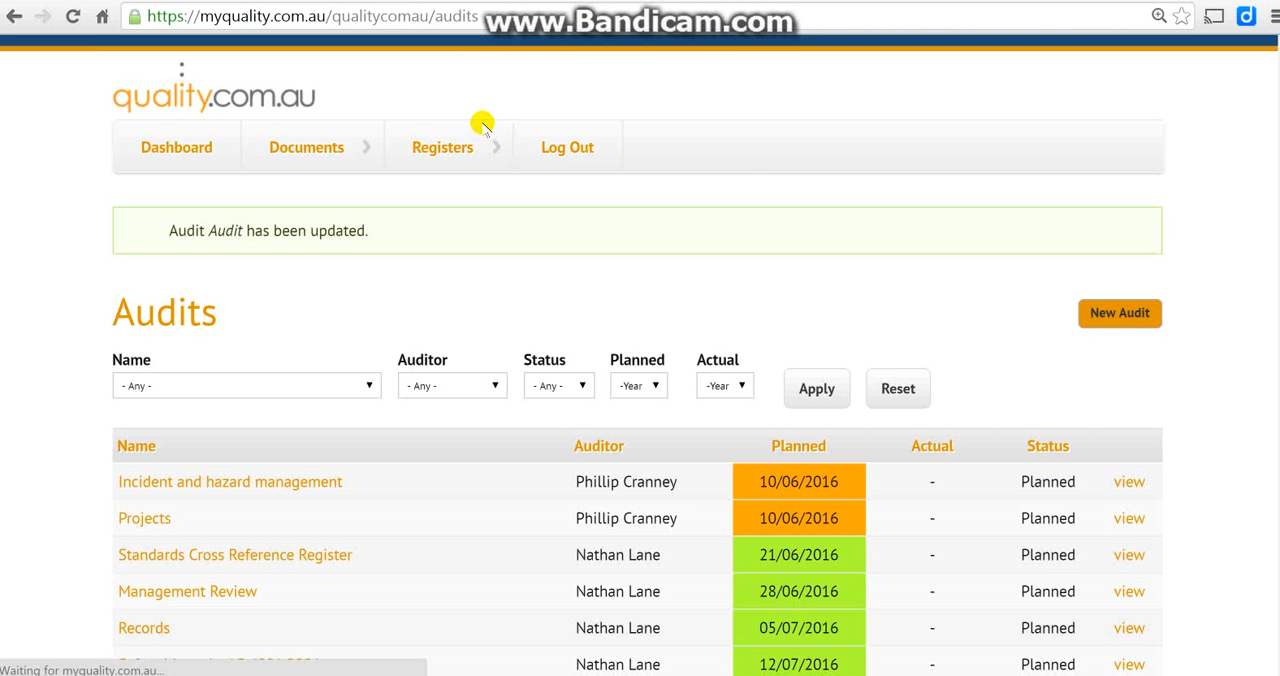 https://myquality.com.au/qualitycomau/audits
www.Bandicam.com
quality.com.au
Dashboard Documents Registers Log Out
Audit Audit has been updated.
Audits
New Audit
Name Auditor Status Planned Actual
- Any - - Any - - Any - -Year -Year Apply Reset
Name Auditor Planned Actual Status
Incident and hazard management Phillip Cranney 10/06/2016 - Planned view
Projects Phillip Cranney 10/06/2016 - Planned view
Standards Cross Reference Register Nathan Lane 21/06/2016 - Planned view
Management Review Nathan Lane 28/06/2016 - Planned view
Records Nathan Lane 05/07/2016 - Planned view
Nathan Lane 12/07/2016 - Planned view
Waiting for myquality.com.au...